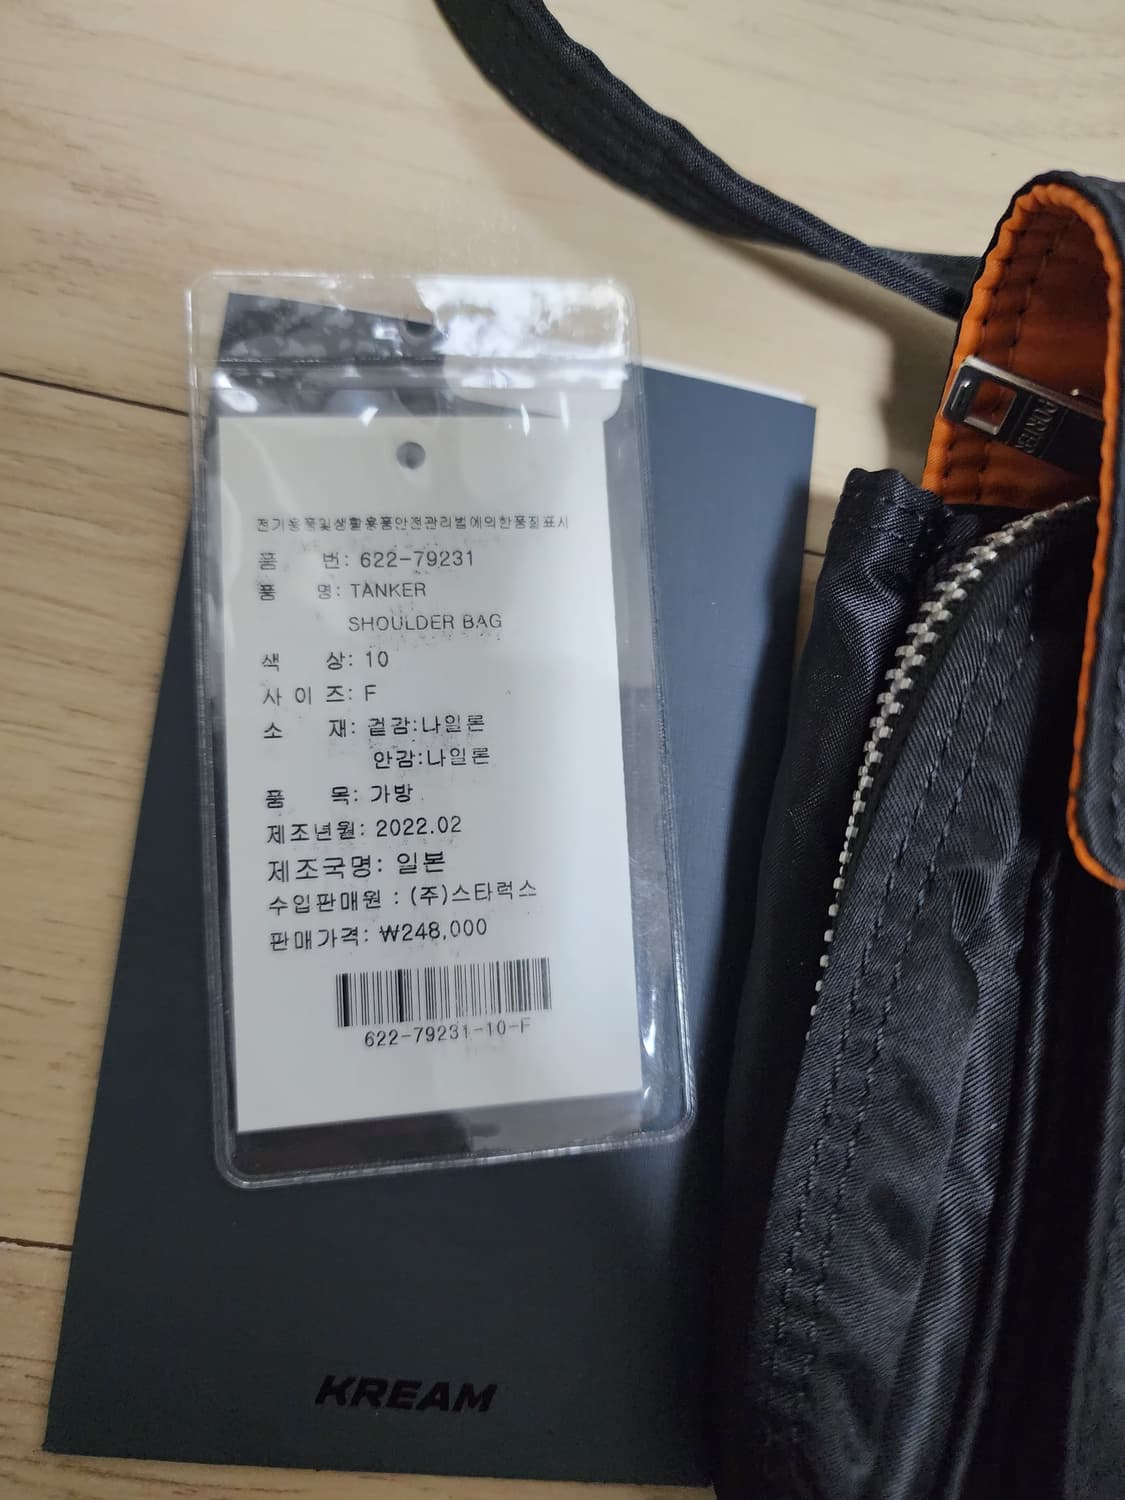 전기용품및생활용품안전관리법에의한품질표시
품 번: 622-79231
품 명: TANKER
SHOULDER BAG
색 상: 10
사 이 즈: F
소 재: 겉감:나일론
안감:나일론
품 목: 가방
제조년월: 2022.02
제조국명: 일본
수입판매원 : (주)스타럭스
판매가격: ₩248,000
622-79231-10-F
PORTER
KREAM